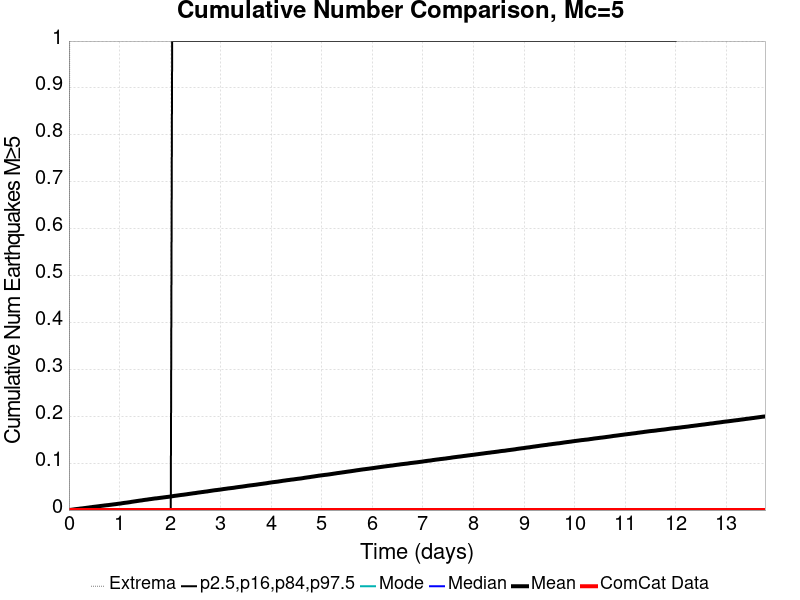 Cumulative Number Comparison, Mc=5
Cumulative Num Earthquakes M≥5
1
0.9
0.8
0.7
0.6
0.5
0.4
0.3
0.2
0.1
0
0 1 2 3 4 5 6 7 8 9 10 11 12 13
Time (days)
Extrema p2.5,p16,p84,p97.5 Mode Median Mean ComCat Data